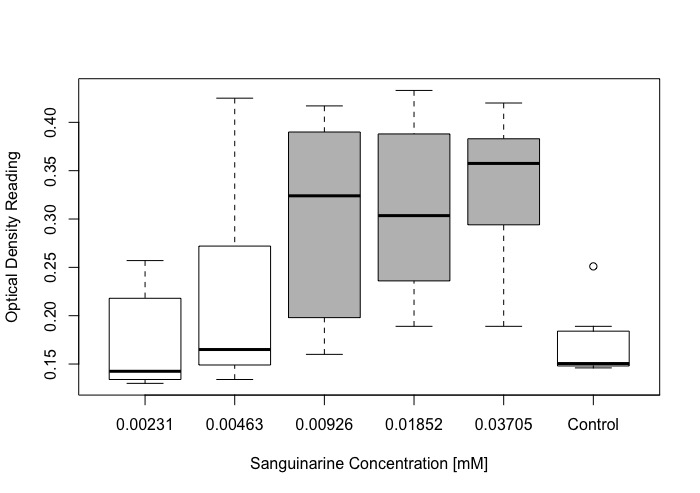 Optical Density Reading
0.40
0.35
0.30
0.25
0.20
0.15
0.00231 0.00463 0.00926 0.01852 0.03705 Control
Sanguinarine Concentration [mM]